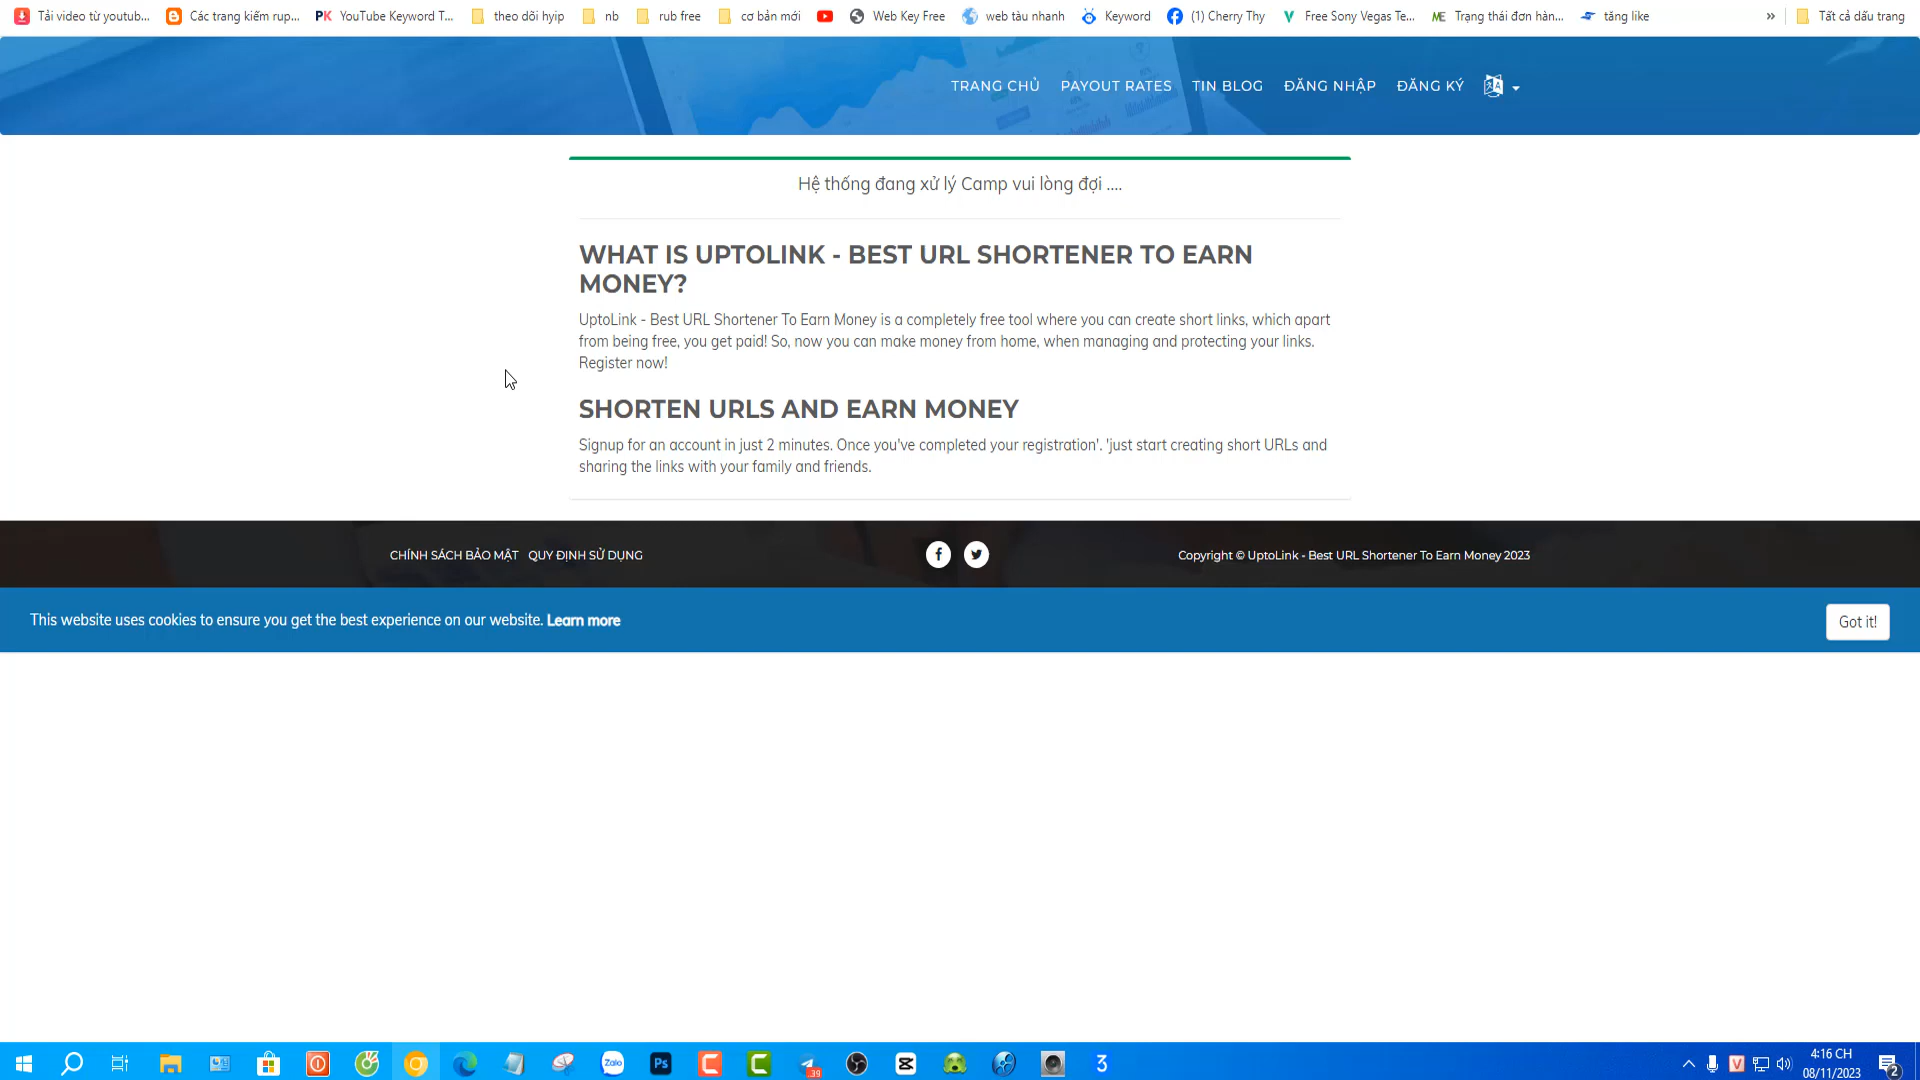 Tải video từ youtub... Các trang kiếm rup... PK YouTube Keyword T... theo dõi hyip nb rub free cơ bản mới Web Key Free web tàu nhanh Keyword (1) Cherry Thy Free Sony Vegas Te... ME Trạng thái đơn hàn... tăng like » Tất cả dấu trang
TRANG CHỦ PAYOUT RATES TIN BLOG ĐĂNG NHẬP ĐĂNG KÝ
Hệ thống đang xử lý Camp vui lòng đợi ....
WHAT IS UPTOLINK - BEST URL SHORTENER TO EARN
MONEY?
UptoLink - Best URL Shortener To Earn Money is a completely free tool where you can create short links, which apart
from being free, you get paid! So, now you can make money from home, when managing and protecting your links.
Register now!
SHORTEN URLS AND EARN MONEY
Signup for an account in just 2 minutes. Once you've completed your registration'. 'just start creating short URLs and
sharing the links with your family and friends.
CHÍNH SÁCH BẢO MẬT QUY ĐỊNH SỬ DỤNG Copyright © UptoLink - Best URL Shortener To Earn Money 2023
This website uses cookies to ensure you get the best experience on our website. Learn more Got it!
Zalo Ps 39 3 V 4:16 CH
08/11/2023 2